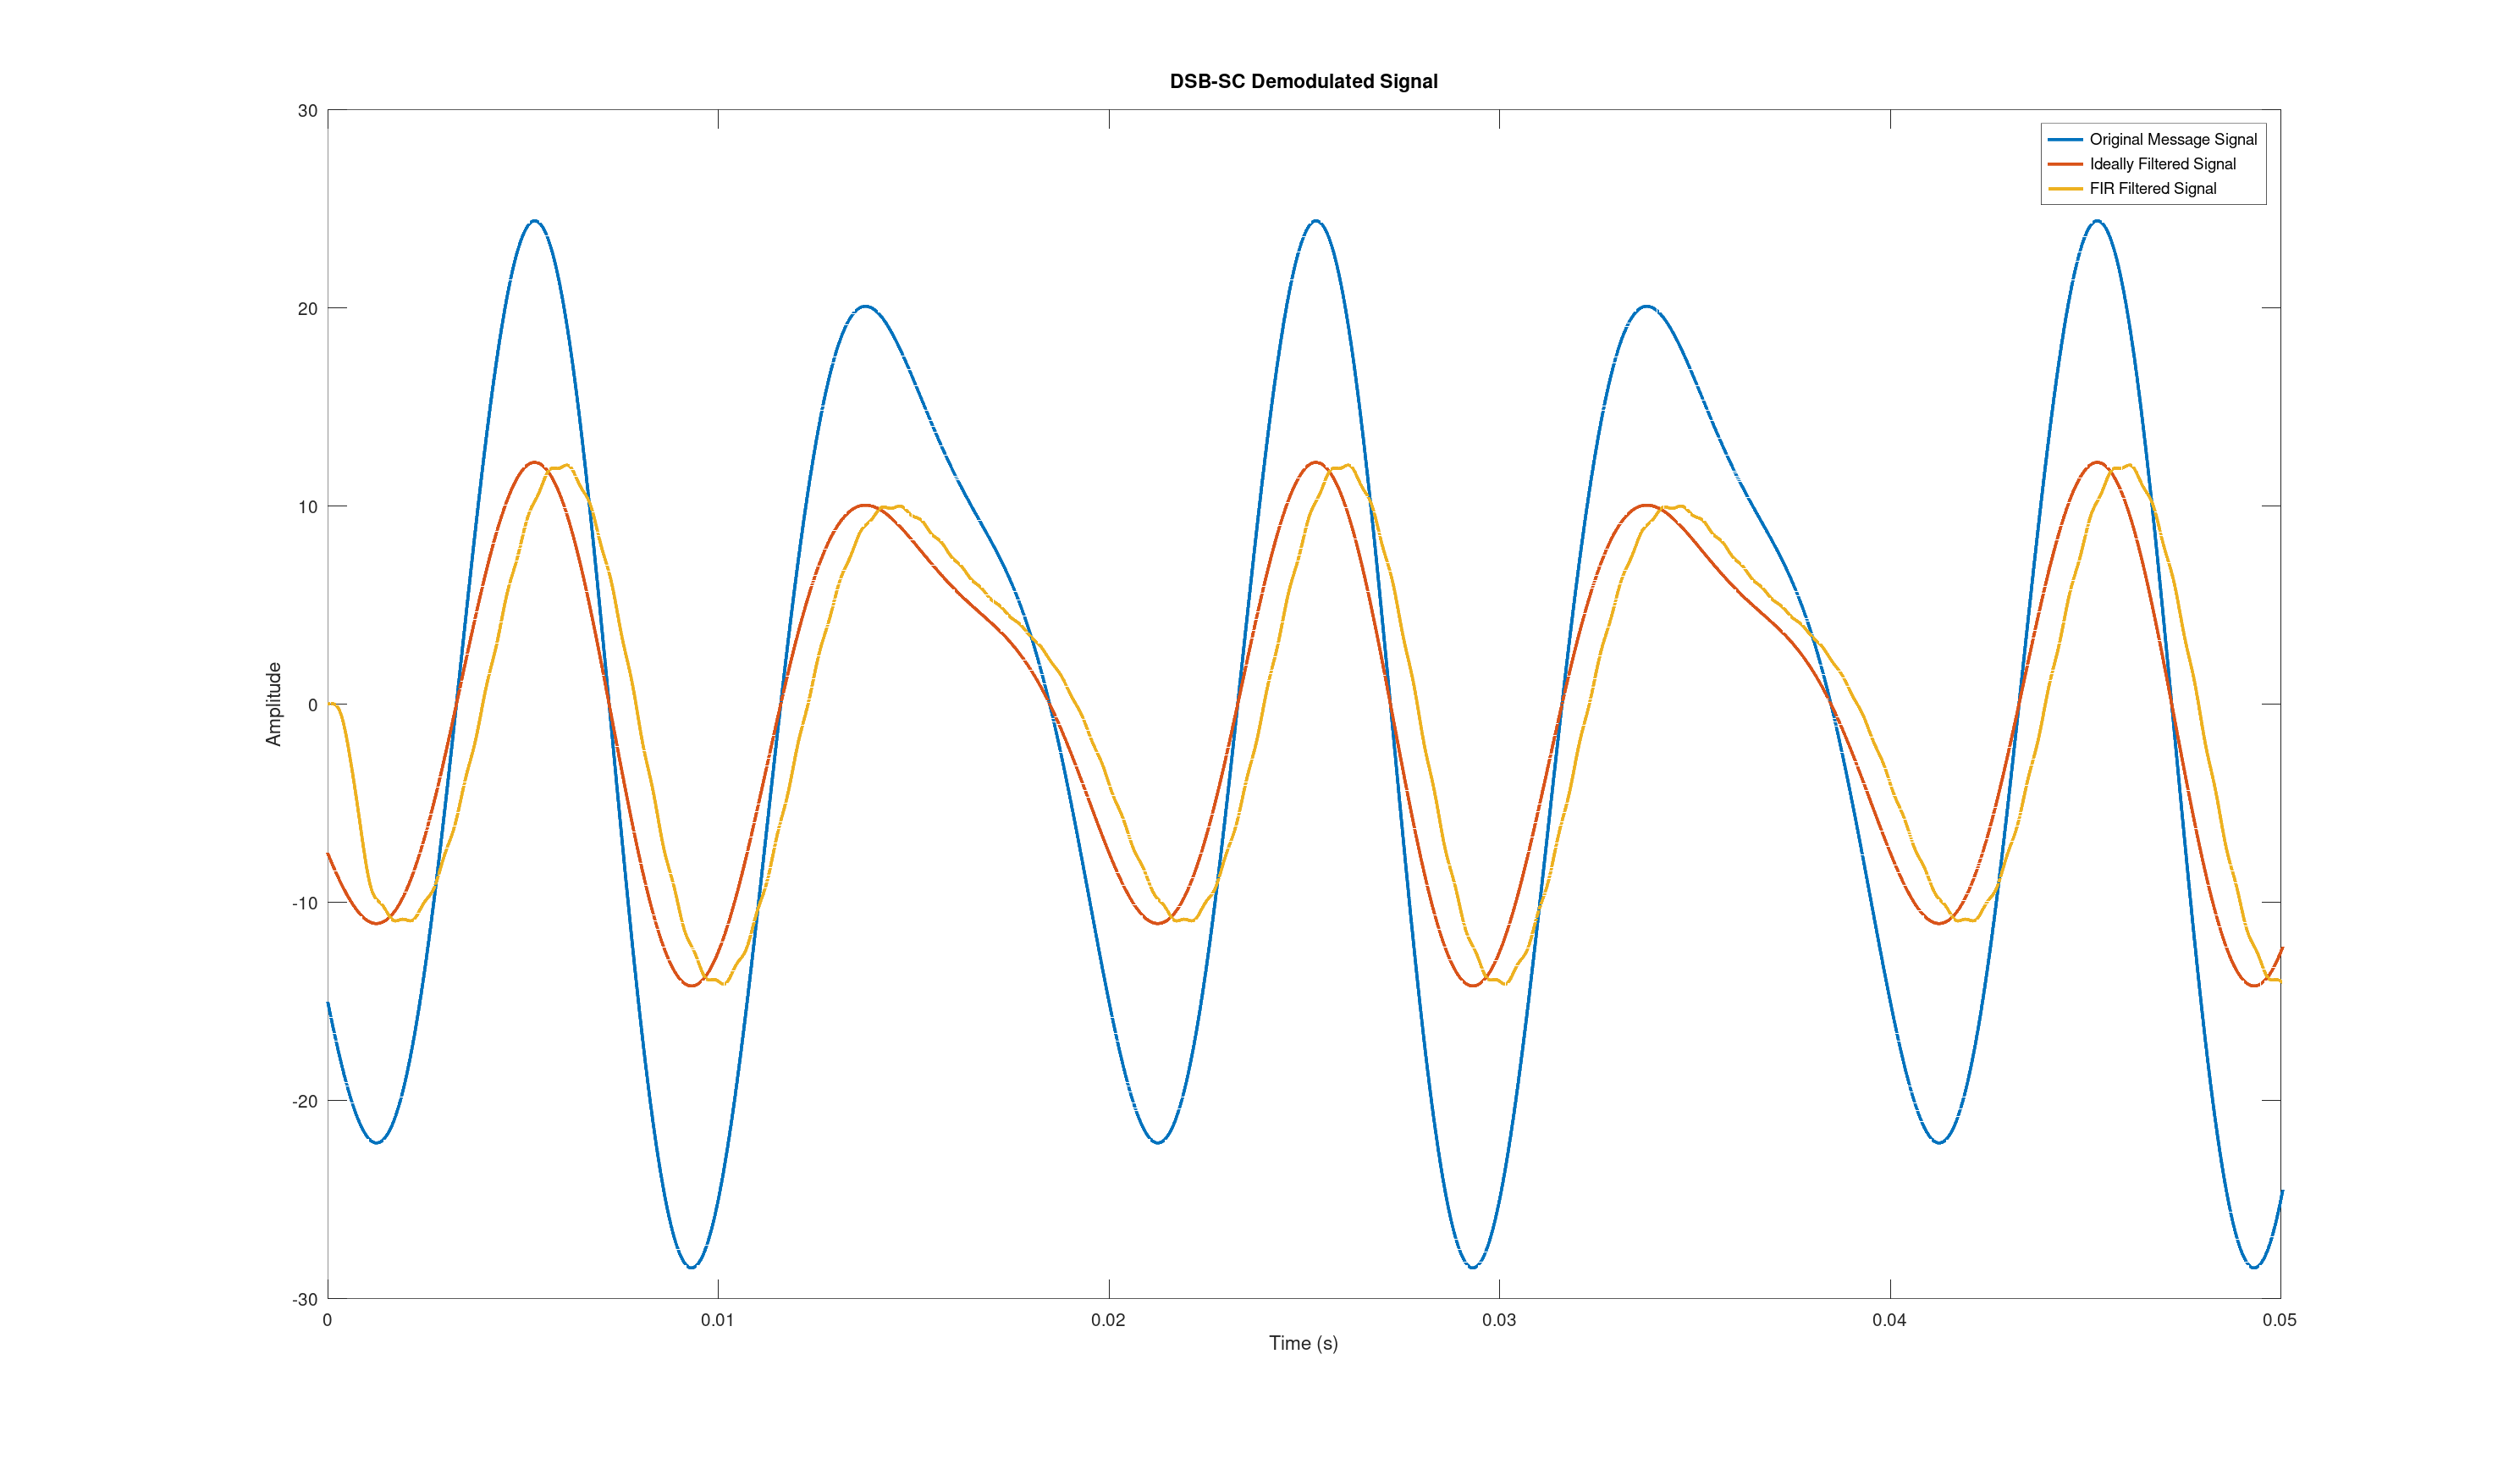 DSB-SC Demodulated Signal
30
20
10
0
-10
-20
-30
Amplitude
Original Message Signal
Ideally Filtered Signal
FIR Filtered Signal
0 0.01 0.02 0.03 0.04 0.05
Time (s)